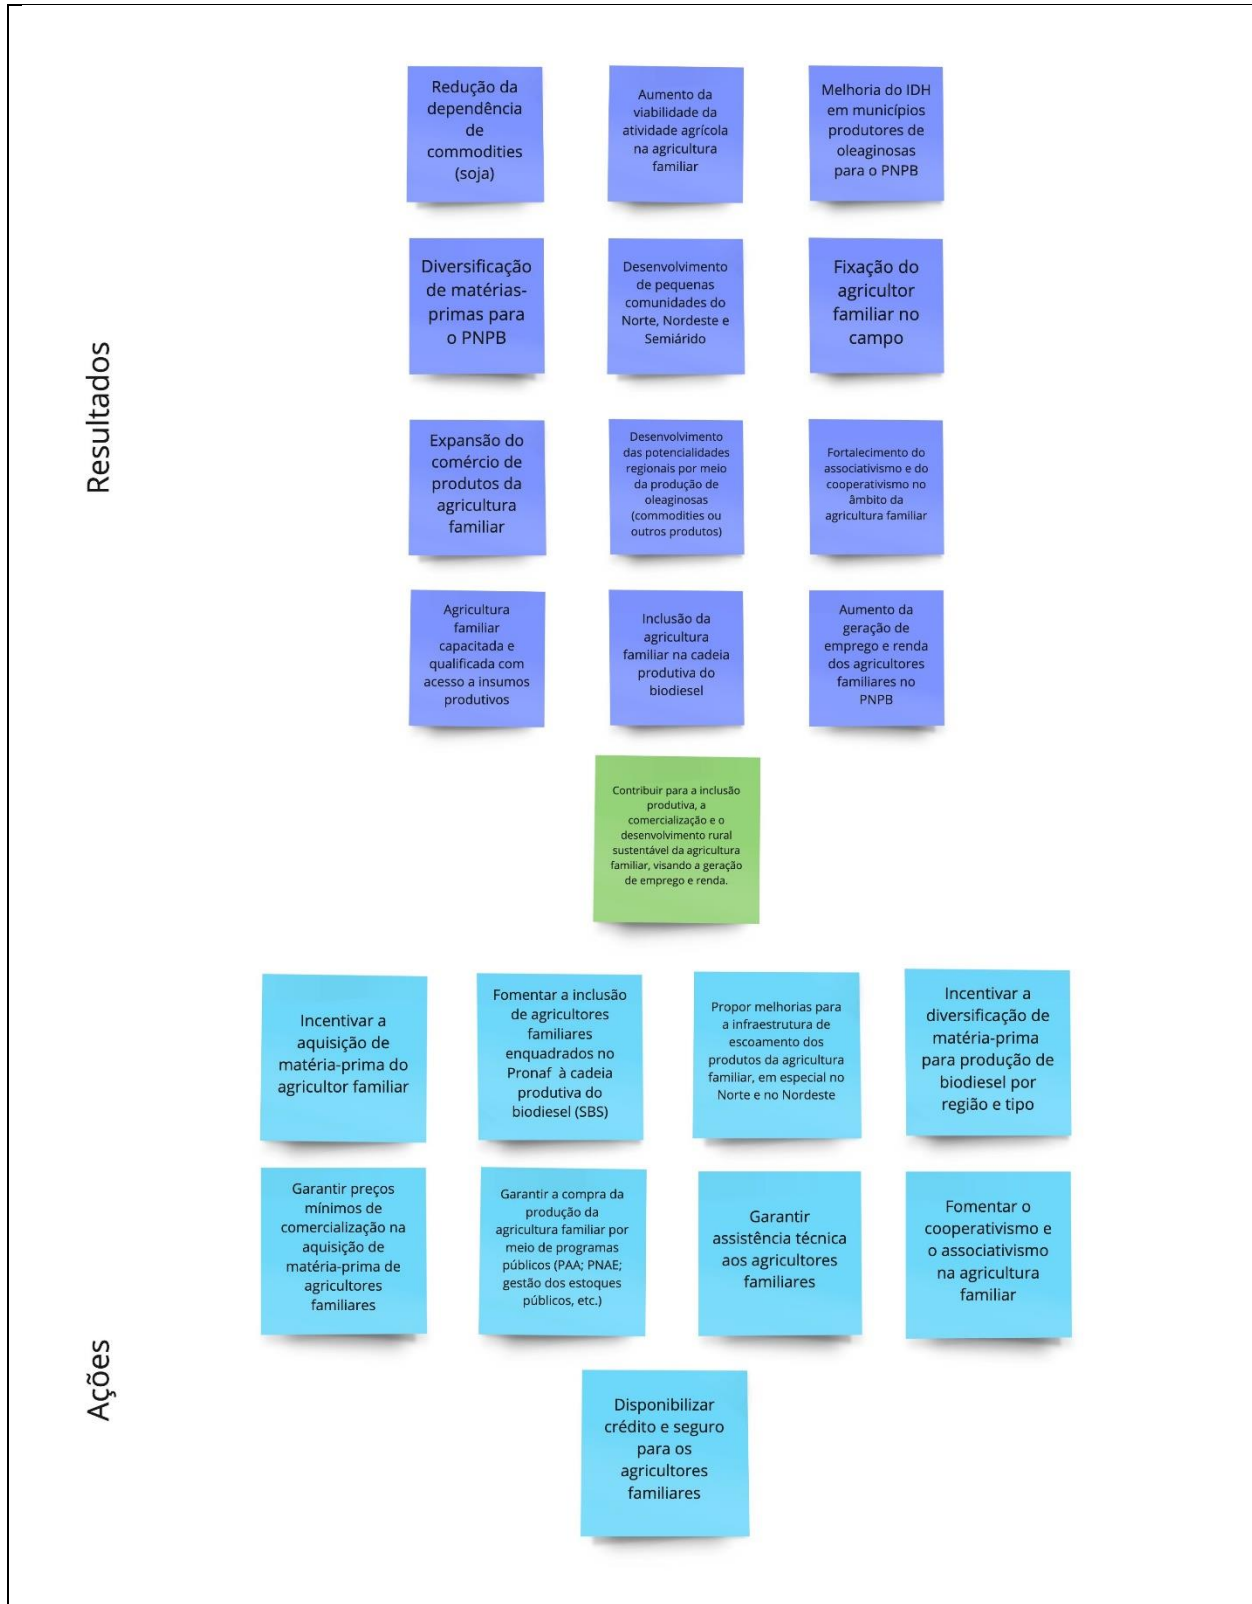 Resultados
Redução da
dependência
de
commodities
(soja)
Aumento da
viabilidade da
atividade agrícola
na agricultura
familiar
Melhoria do IDH
em municípios
produtores de
oleaginosas
para o PNPB
Diversificação
de matérias-
primas para
o PNPB
Desenvolvimento
de pequenas
comunidades do
Norte, Nordeste e
Semiárido
Fixação do
agricultor
familiar no
campo
Expansão do
comércio de
produtos da
agricultura
familiar
Desenvolvimento
das potencialidades
regionais por meio
da produção de
oleaginosas
(commodities ou
outros produtos)
Fortalecimento do
associativismo e do
cooperativismo no
âmbito da
agricultura familiar
Agricultura
familiar
capacitada e
qualificada com
acesso a insumos
produtivos
Inclusão da
agricultura
familiar na cadeia
produtiva do
biodiesel
Aumento da
geração de
emprego e renda
dos agricultores
familiares no
PNPB
Contribuir para a inclusão
produtiva, a
comercialização e o
desenvolvimento rural
sustentável da agricultura
familiar, visando a geração
de emprego e renda.
Ações
Incentivar a
aquisição de
matéria-prima do
agricultor familiar
Fomentar a inclusão
de agricultores
familiares
enquadrados no
Pronaf à cadeia
produtiva do
biodiesel (SBS)
Propor melhorias para
a infraestrutura de
escoamento dos
produtos da agricultura
familiar, em especial no
Norte e no Nordeste
Incentivar a
diversificação de
matéria-prima
para produção de
biodiesel por
região e tipo
Garantir preços
mínimos de
comercialização na
aquisição de
matéria-prima de
agricultores
familiares
Garantir a compra da
produção da
agricultura familiar por
meio de programas
públicos (PAA; PNAE;
gestão dos estoques
públicos, etc.)
Garantir
assistência técnica
aos agricultores
familiares
Fomentar o
cooperativismo e
o associativismo
na agricultura
familiar
Disponibilizar
crédito e seguro
para os
agricultores
familiares